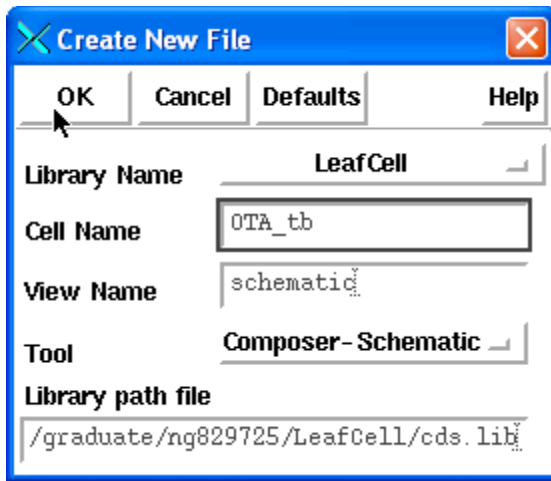 Create New File
OK Cancel Defaults Help
Library Name LeafCell
Cell Name OTA_tb
View Name schematic
Tool Composer-Schematic
Library path file
/graduate/ng829725/LeafCell/cds.lib